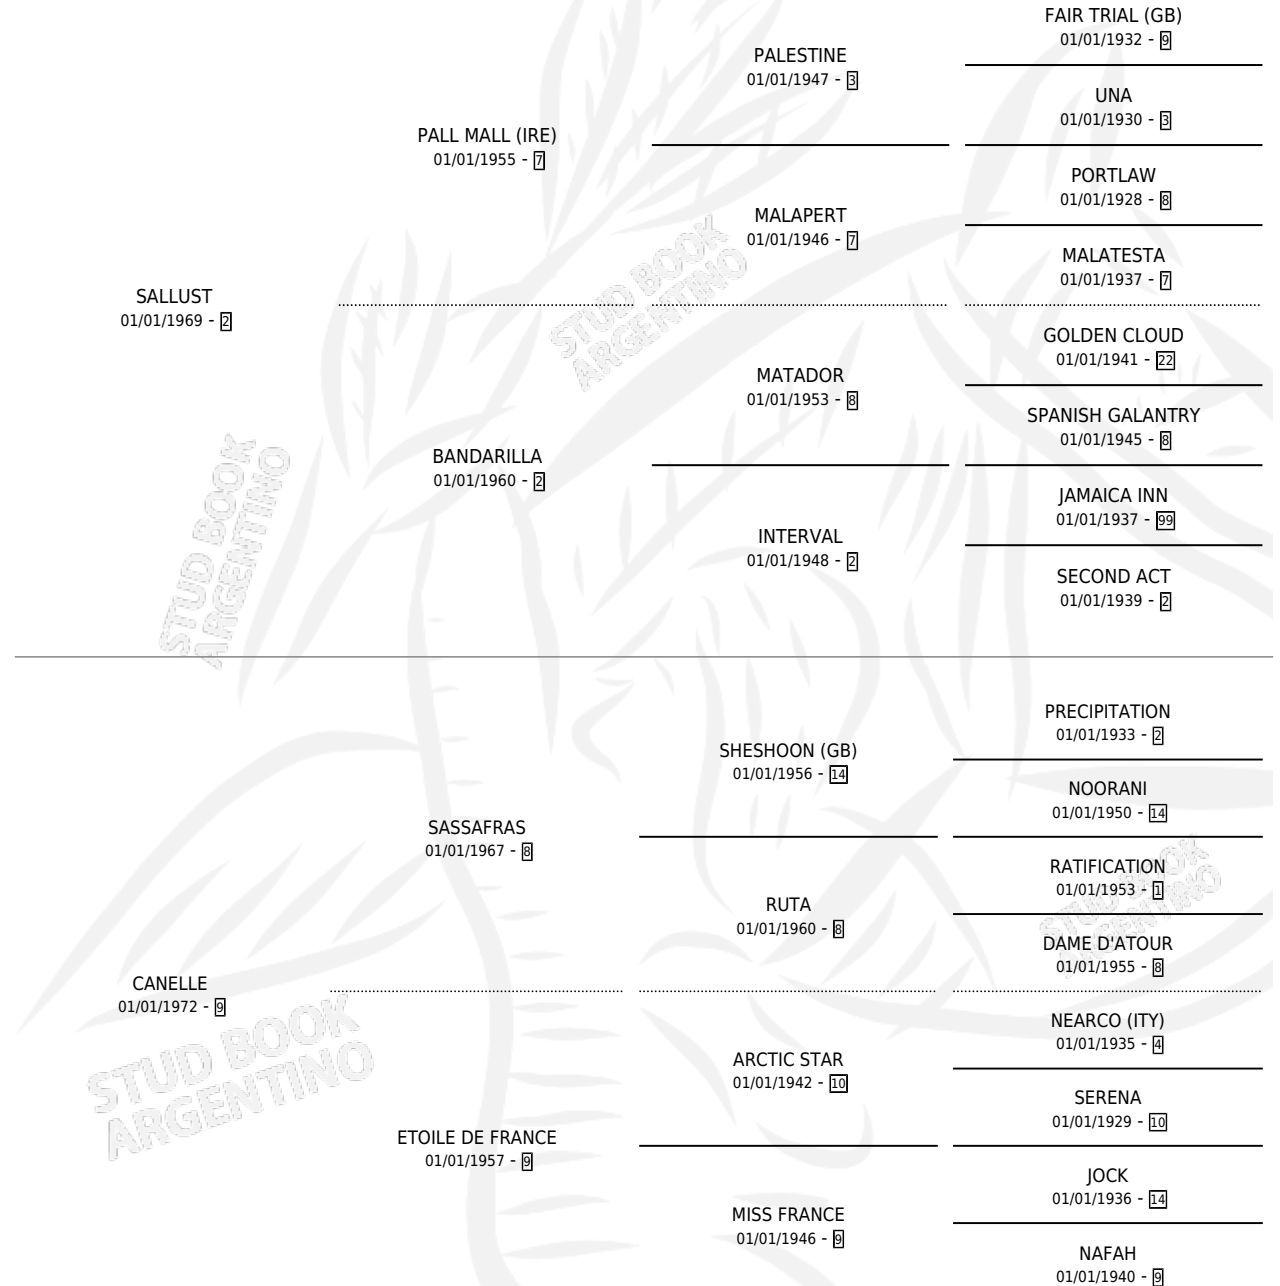 FAIR TRIAL (GB)
01/01/1932 - 9
PALESTINE
01/01/1947 - 3
UNA
01/01/1930 - 3
PALL MALL (IRE)
01/01/1955 - 7
PORTLAW
01/01/1928 - 8
MALAPERT
01/01/1946 - 7
MALATESTA
01/01/1937 - 7
SALLUST
01/01/1969 - 2
STUD BOOK
ARGENTINO
GOLDEN CLOUD
01/01/1941 - 22
MATADOR
01/01/1953 - 8
SPANISH GALANTRY
01/01/1945 - 8
BANDARILLA
01/01/1960 - 2
JAMAICA INN
01/01/1937 - 99
INTERVAL
01/01/1948 - 2
SECOND ACT
01/01/1939 - 2
STUD BOOK
ARGENTINO
PRECIPITATION
01/01/1933 - 2
SHESHOON (GB)
01/01/1956 - 14
NOORANI
01/01/1950 - 14
SASSAFRAS
01/01/1967 - 8
RATIFICATION
01/01/1953 - 1
RUTA
01/01/1960 - 8
DAME D'ATOUR
01/01/1955 - 8
STUD BOOK
ARGENTINO
CANELLE
01/01/1972 - 9
NEARCO (ITY)
01/01/1935 - 4
ARCTIC STAR
01/01/1942 - 10
SERENA
01/01/1929 - 10
STUD BOOK
ARGENTINO
ETOILE DE FRANCE
01/01/1957 - 9
JOCK
01/01/1936 - 14
MISS FRANCE
01/01/1946 - 9
NAFAH
01/01/1940 - 9